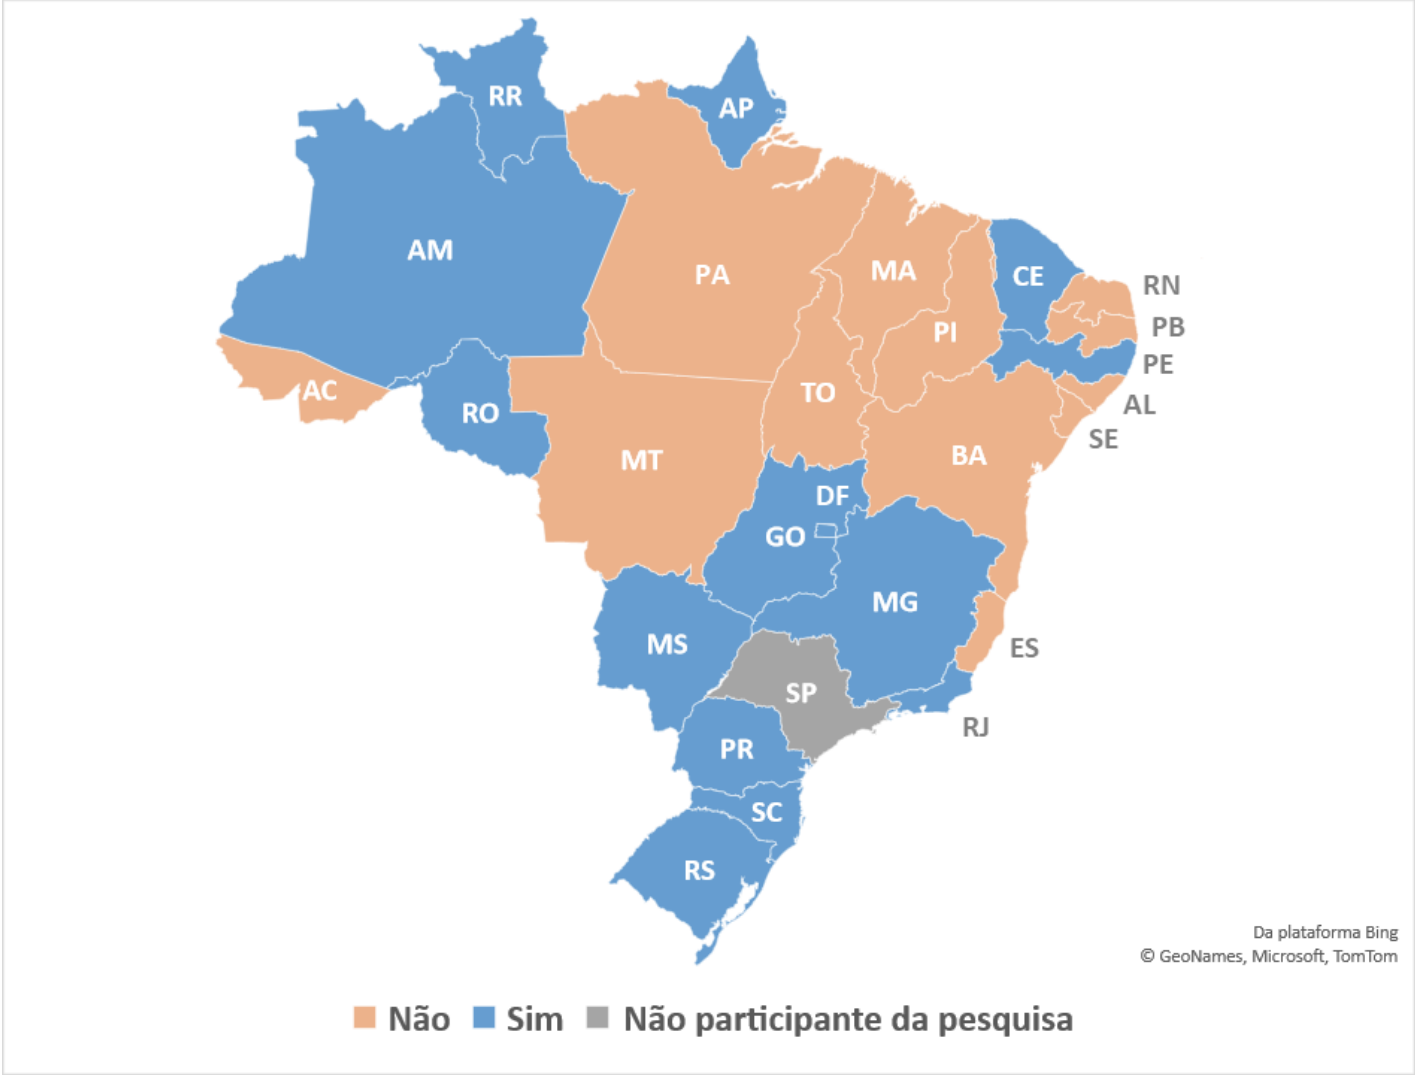 RR
AP
AM
PA
MA
CE
RN
PB
PI
PE
AC
TO
AL
RO
SE
MT
BA
DF
GO
MG
MS
ES
SP
RJ
PR
SC
RS
Da plataforma Bing
© GeoNames, Microsoft, TomTom
Não Sim Não participante da pesquisa